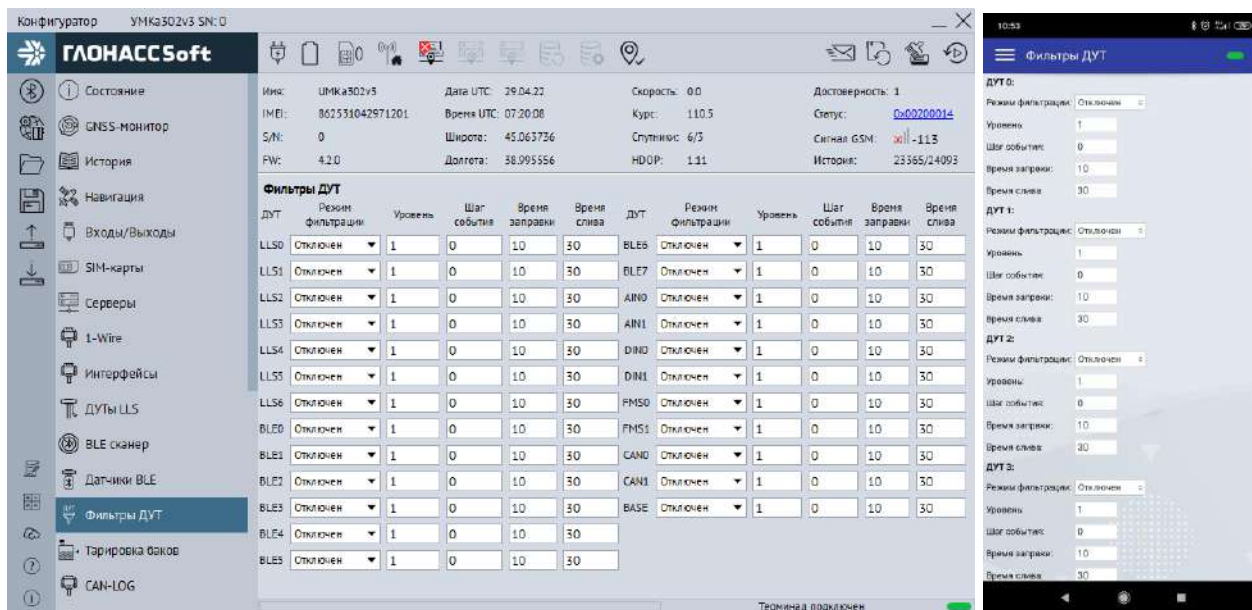 Конфигуратор УМКа302v3 SN: 0
ГЛОНАССSoft
Состояние
GNSS-монитор
История
Навигация
Входы/Выходы
SIM-карты
Серверы
1-Wire
Интерфейсы
ДУТы LLS
BLE сканер
Датчики BLE
Фильтры ДУТ
Тарировка баков
CAN-LOG
Имя: UMKa302v3 Дата UTC: 29.04.22 Скорость: 0.0 Достоверность: 1
IMEI: 862531042971201 Время UTC: 07:20:08 Курс: 110.5 Статус: 0x00200014
S/N: 0 Широта: 45.063736 Спутники: 6/3 Сигнал GSM: -113
FW: 4.2.0 Долгота: 38.995556 HDOP: 1.11 История: 23365/24093
Фильтры ДУТ
ДУТ Режим фильтрации Уровень Шаг события Время заправки Время слива ДУТ Режим фильтрации Уровень Шаг события Время заправки Время слива
LLS0 Отключен 1 0 10 30 BLE6 Отключен 1 0 10 30
LLS1 Отключен 1 0 10 30 BLE7 Отключен 1 0 10 30
LLS2 Отключен 1 0 10 30 AIN0 Отключен 1 0 10 30
LLS3 Отключен 1 0 10 30 AIN1 Отключен 1 0 10 30
LLS4 Отключен 1 0 10 30 DIN0 Отключен 1 0 10 30
LLS5 Отключен 1 0 10 30 DIN1 Отключен 1 0 10 30
LLS6 Отключен 1 0 10 30 FMS0 Отключен 1 0 10 30
BLE0 Отключен 1 0 10 30 FMS1 Отключен 1 0 10 30
BLE1 Отключен 1 0 10 30 CAN0 Отключен 1 0 10 30
BLE2 Отключен 1 0 10 30 CAN1 Отключен 1 0 10 30
BLE3 Отключен 1 0 10 30 BASE Отключен 1 0 10 30
BLE4 Отключен 1 0 10 30
BLE5 Отключен 1 0 10 30
Терминал подключен
10:53
Фильтры ДУТ
ДУТ 0:
Режим фильтрации: Отключен
Уровень: 1
Шаг события: 0
Время заправки: 10
Время слива: 30
ДУТ 1:
Режим фильтрации: Отключен
Уровень: 1
Шаг события: 0
Время заправки: 10
Время слива: 30
ДУТ 2:
Режим фильтрации: Отключен
Уровень: 1
Шаг события: 0
Время заправки: 10
Время слива: 30
ДУТ 3:
Режим фильтрации: Отключен
Уровень: 1
Шаг события: 0
Время заправки: 10
Время слива: 30